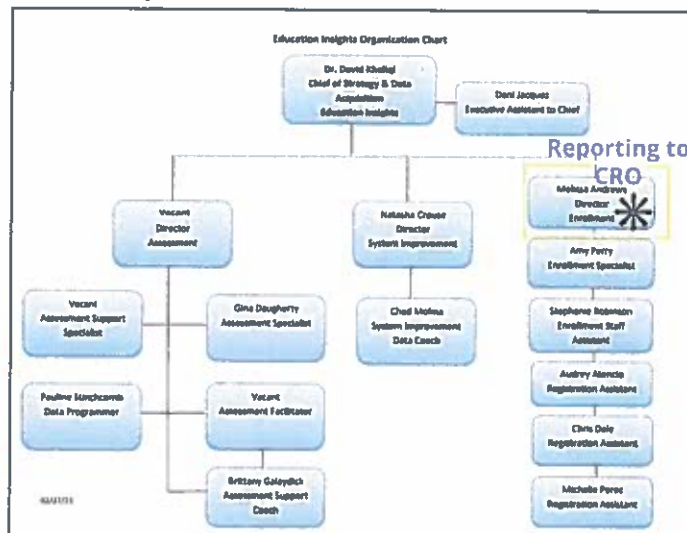 Education Insights Organization Chart
Dr. David Khaliqi
Chief of Strategy & Data
Acquisition
Education Insights
Dani Jacques
Executive Assistant to Chief
Reporting to
CRO
Vacant
Director
Assessment
Natasha Crouse
Director
System Improvement
Melissa Andrews
Director
Enrollment
Amy Perry
Enrollment Specialist
Vacant
Assessment Support
Specialist
Gina Daugherty
Assessment Specialist
Chad Molina
System Improvement
Data Coach
Stephanie Robinson
Enrollment Staff
Assistant
Audrey Atencio
Registration Assistant
Pauline
Data Programmer
Vacant
Assessment Facilitator
Chris Dale
Registration Assistant
Brittany Galaydick
Assessment Support
Coach
Michelle Perez
Registration Assistant